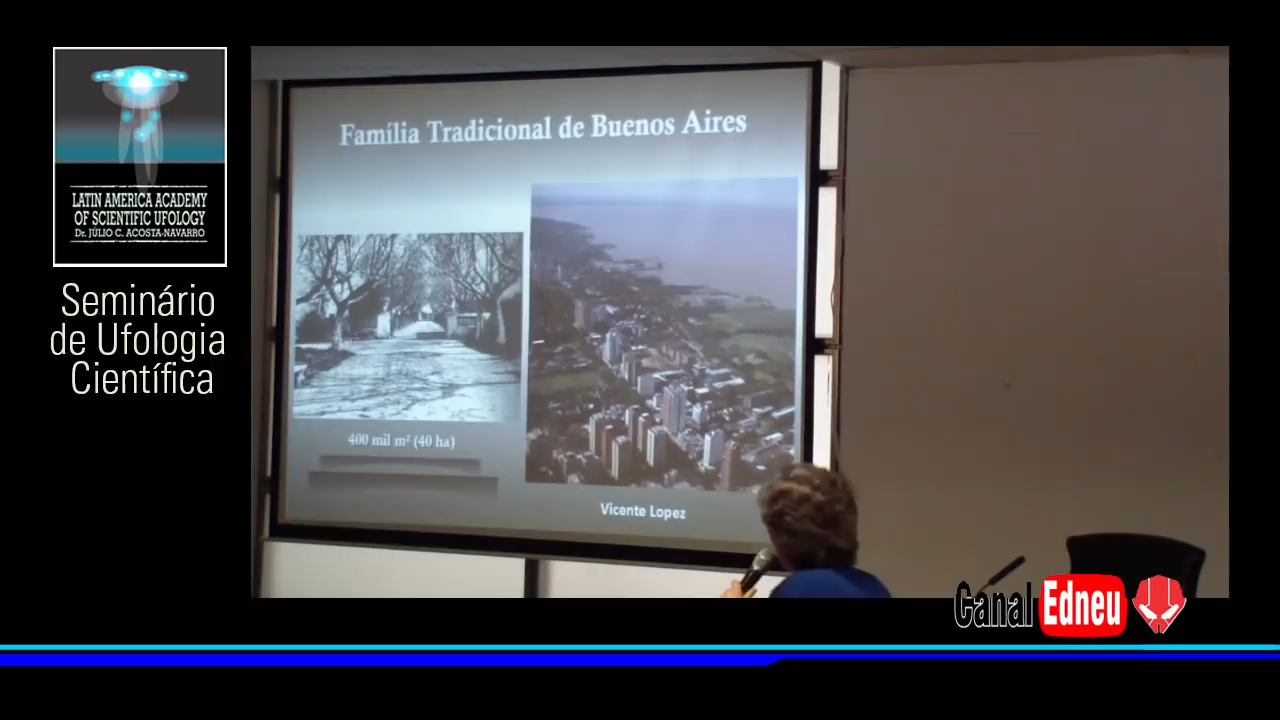 LATIN AMERICA ACADEMY
OF SCIENTIFIC UFOLOGY
Dr. JÚLIO C. ACOSTA-NAVARRO
Seminário
de Ufologia
Científica
Família Tradicional de Buenos Aires
400 mil m² (40 ha)
Vicente Lopez
Canal Edneu